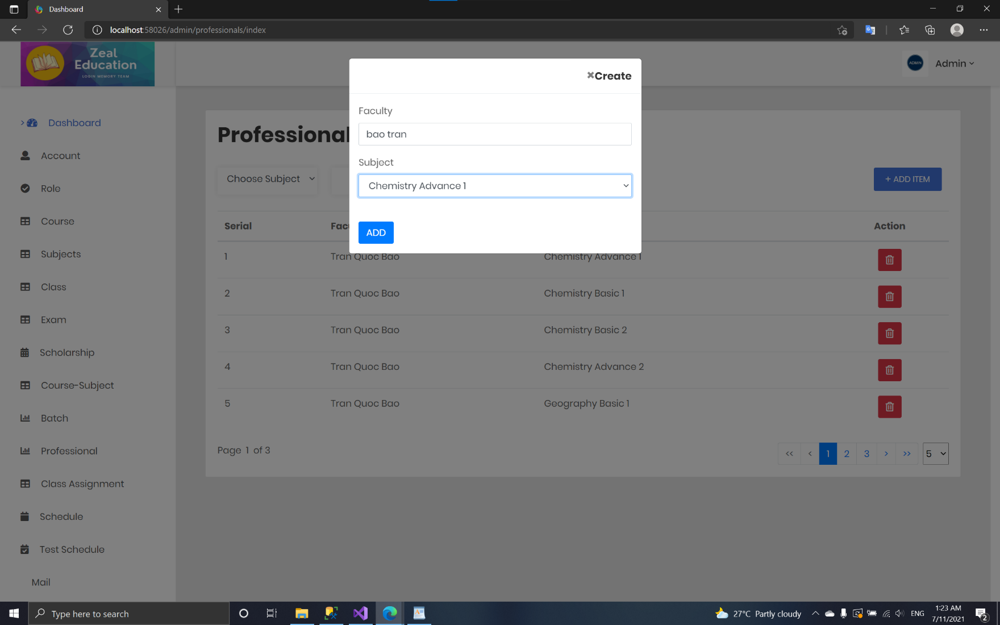 Dashboard
localhost:58026/admin/professionals/index
Zeal
Education
LOGIN MEMORY TEAM
ADMIN
Admin
Create
Faculty
bao tran
Subject
Chemistry Advance 1
ADD
Dashboard
Account
Role
Course
Subjects
Class
Exam
Scholarship
Course-Subject
Batch
Professional
Class Assignment
Schedule
Test Schedule
Mail
Professional
Choose Subject
+ ADD ITEM
Serial Action
1 Tran Quoc Bao Chemistry Advance 1
2 Tran Quoc Bao Chemistry Basic 1
3 Tran Quoc Bao Chemistry Basic 2
4 Tran Quoc Bao Chemistry Advance 2
5 Tran Quoc Bao Geography Basic 1
Page 1 of 3
<< < 1 2 3 > >> 5
Type here to search
27°C Partly cloudy
ENG
1:23 AM
7/11/2021
2